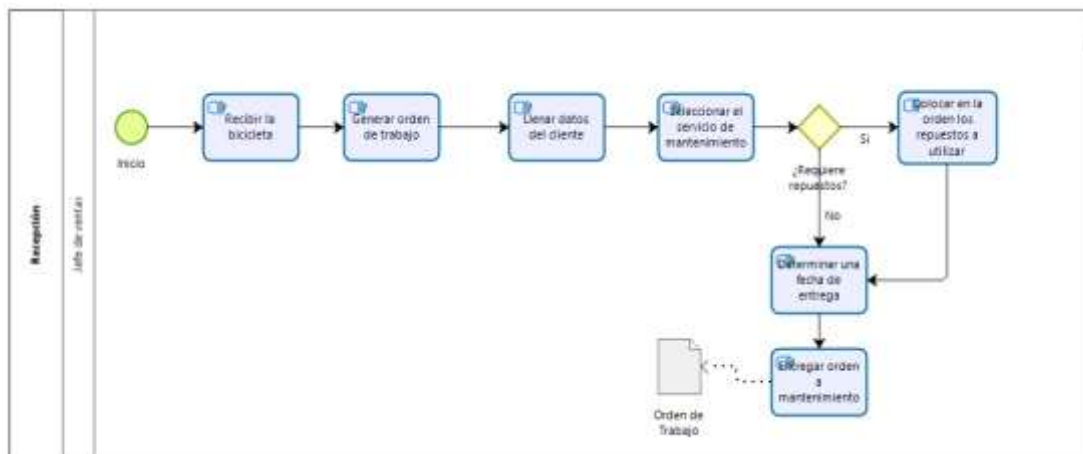 Recepción
Jefe de ventas
Inicio
Recibir la
bicicleta
Generar orden
de trabajo
Llenar datos
del cliente
Seleccionar el
servicio de
mantenimiento
¿Requiere
repuestos?
Si
No
Colocar en la
orden los
repuestos a
utilizar
Determinar una
fecha de
entrega
Entregar orden
a
mantenimiento
Orden de
Trabajo